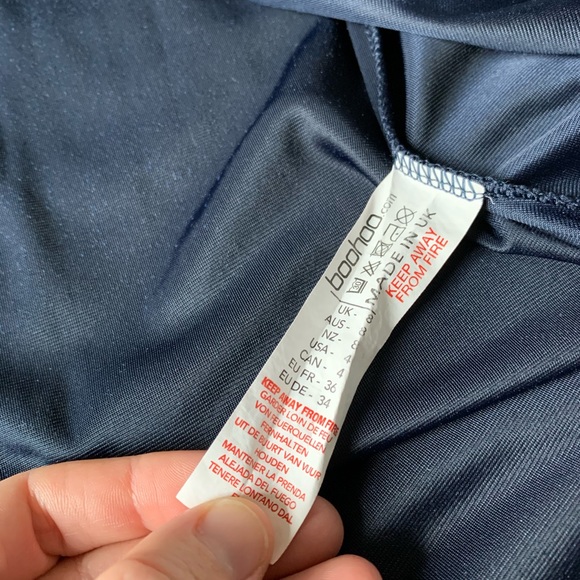 boohoo.com
MADE IN UK
KEEP AWAY
FROM FIRE
UK - 8
AUS - 8
NZ - 8
USA - 4
CAN - 4
EU FR - 36
EU DE - 34
KEEP AWAY FROM FIRE
GARDER LOIN DE FEU
VON FEUERQUELLEN
FERNHALTEN
UIT DE BUURT VAN VUUR
HOUDEN
MANTENER LA PRENDA
ALEJADA DEL FUEGO
TENERE LONTANO DAL